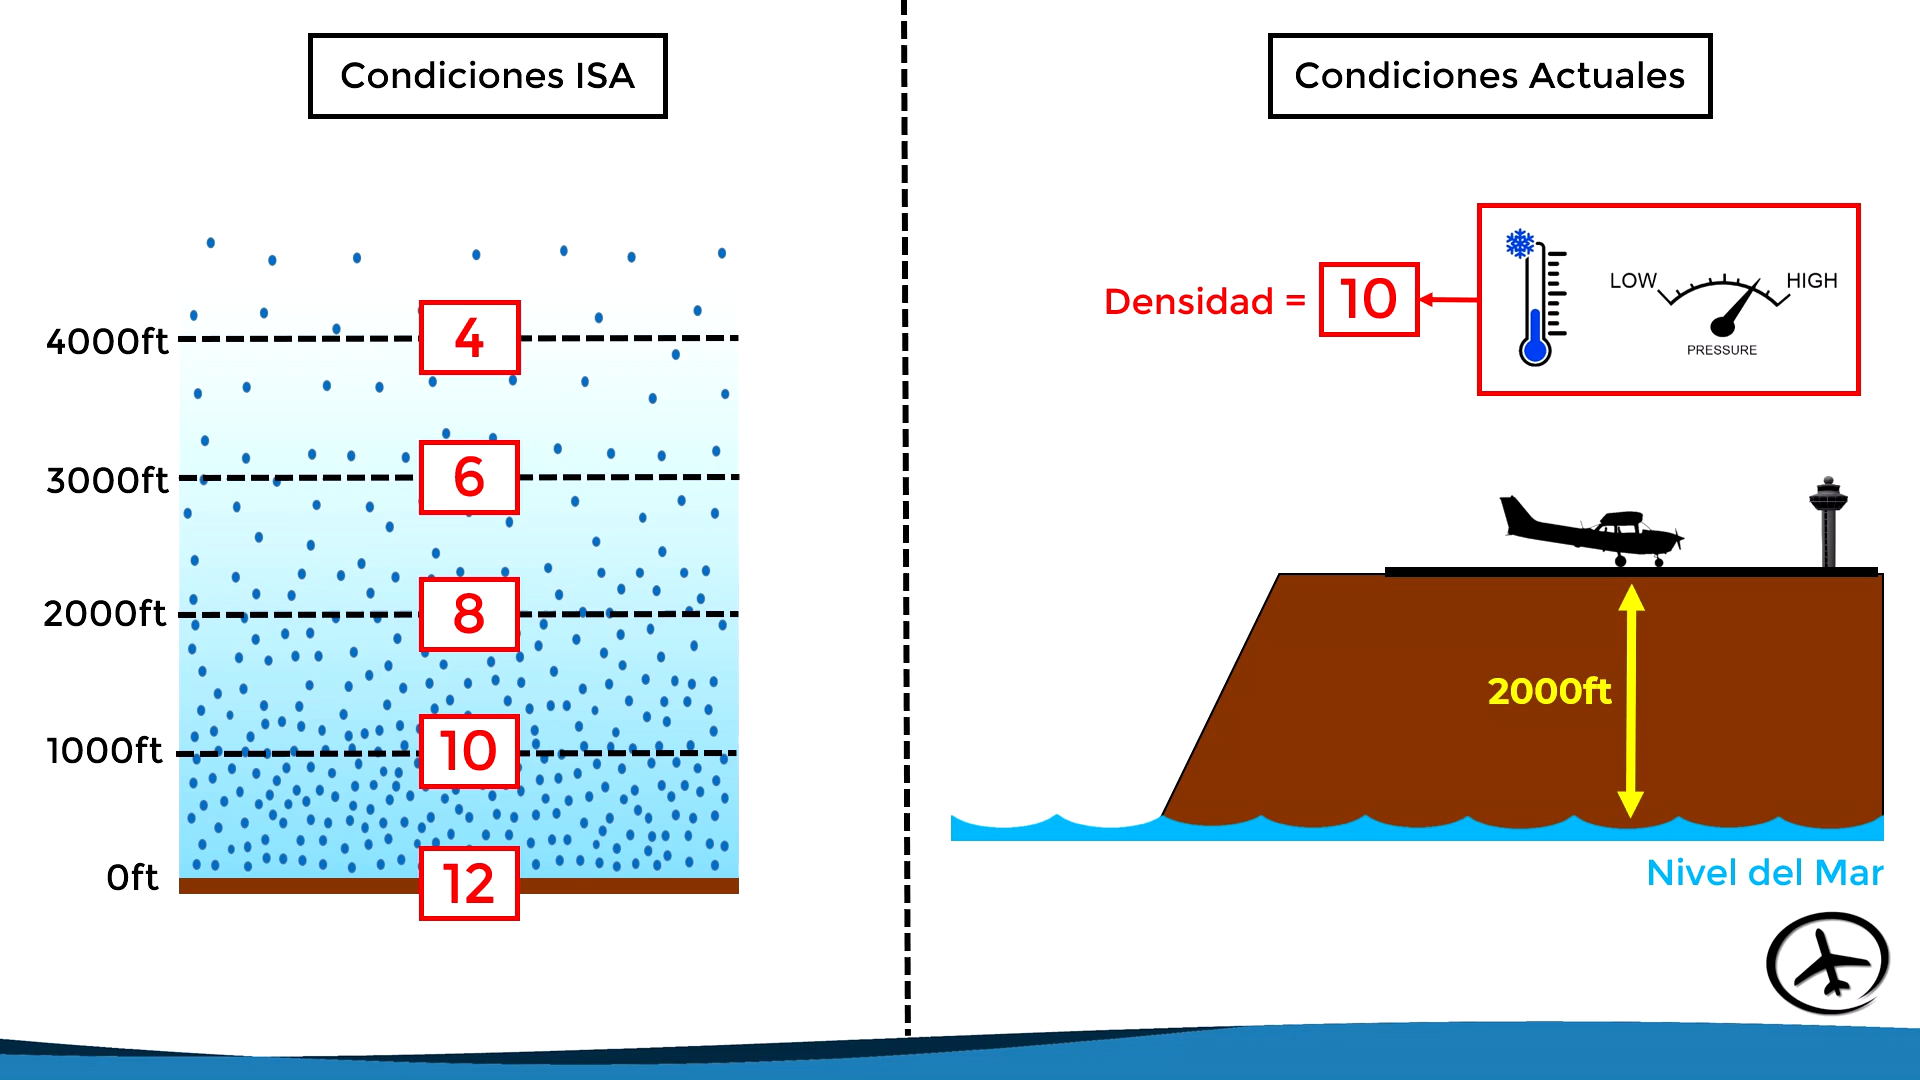 Condiciones ISA
4000ft
4
3000ft
6
2000ft
8
1000ft
10
0ft
12
Condiciones Actuales
Densidad = 10
LOW
HIGH
PRESSURE
2000ft
Nivel del Mar